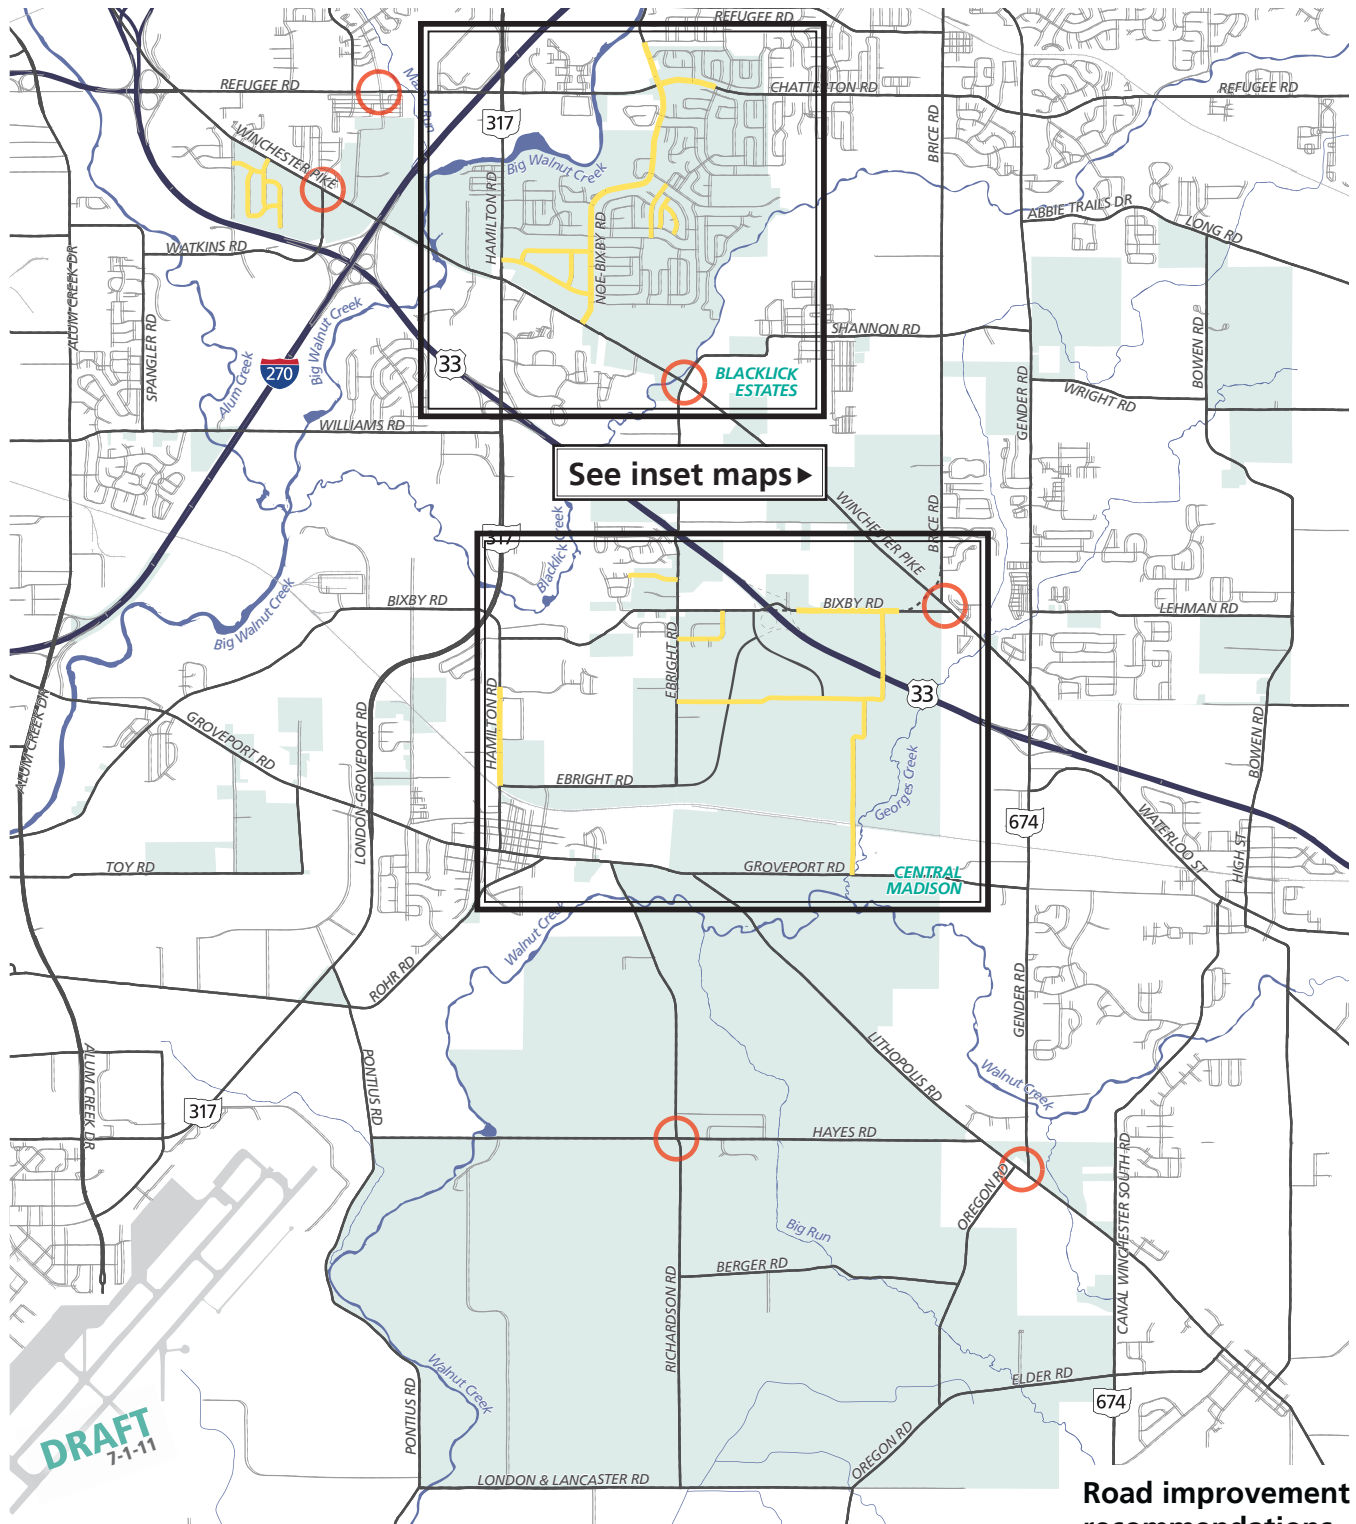 REFUGEE RD
REFUGEE RD
Mason Run
317
CHATTERTON RD
REFUGEE RD
BRICE RD
WINCHESTER PIKE
Big Walnut Creek
HAMILTON RD
NOE-BIXBY RD
ABBIE TRAILS DR
LONG RD
WATKINS RD
ALUM CREEK DR
SPANGLER RD
Big Walnut Creek
Alum Creek
270
33
SHANNON RD
BOWEN RD
BLACKLICK
ESTATES
GENDER RD
WRIGHT RD
WILLIAMS RD
See inset maps
WINCHESTER PIKE
BRICE RD
317
Blacklick Creek
BIXBY RD
BIXBY RD
LEHMAN RD
Big Walnut Creek
EBRIGHT RD
HAMILTON RD
33
ALUM CREEK DR
GROVEPORT RD
LONDON-GROVEPORT RD
BOWEN RD
EBRIGHT RD
Georges Creek
674
WATERLOO ST
HIGH ST
TOY RD
GROVEPORT RD
CENTRAL
MADISON
Walnut Creek
ROHR RD
GENDER RD
LITHOPOLIS RD
ALUM CREEK DR
PONTIUS RD
Walnut Creek
317
HAYES RD
CANAL WINCHESTER SOUTH RD
OREGON RD
Big Run
BERGER RD
RICHARDSON RD
Walnut Creek
ELDER RD
674
DRAFT
7-1-11
PONTIUS RD
OREGON RD
LONDON & LANCASTER RD
Road improvement
recommendations